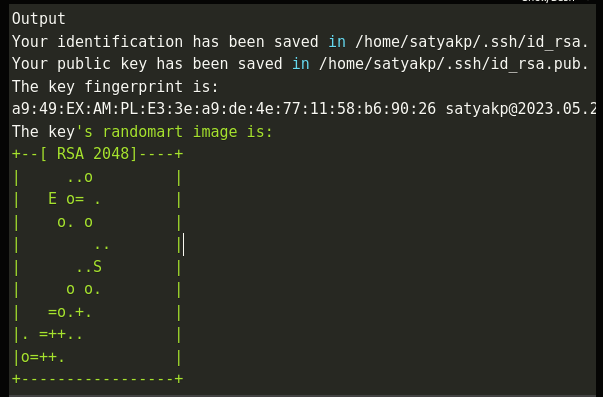 Output
Your identification has been saved in /home/satyakp/.ssh/id_rsa.
Your public key has been saved in /home/satyakp/.ssh/id_rsa.pub.
The key fingerprint is:
a9:49:EX:AM:PL:E3:3e:a9:de:4e:77:11:58:b6:90:26 satyakp@2023.05.2
The key's randomart image is:
+--[ RSA 2048]----+
|     ..o         |
|   E o= .        |
|    o. o         |
|        ..       |
|      ..S        |
|     o o.        |
|   =o.+.         |
|. =++..          |
|o=++.            |
+-----------------+